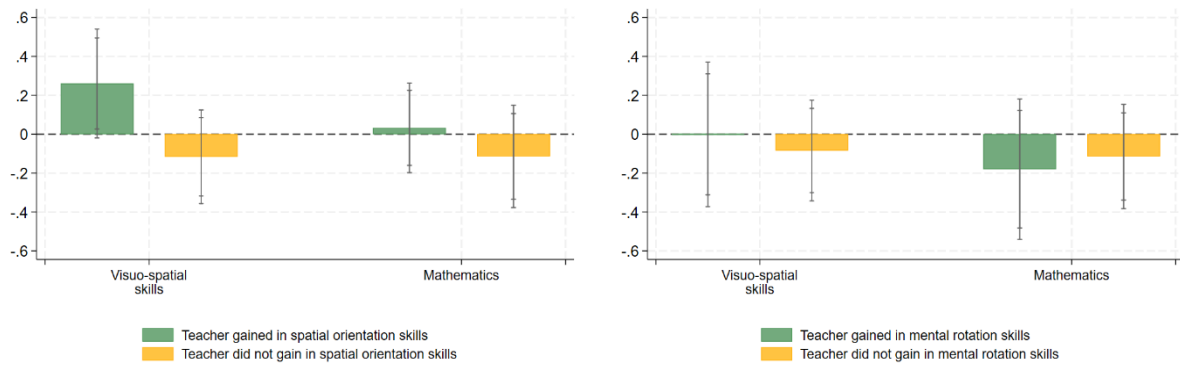 .6
.4
.2
0
-.2
-.4
-.6
Visuo-spatial
skills
Mathematics
Teacher gained in spatial orientation skills
Teacher did not gain in spatial orientation skills
.6
.4
.2
0
-.2
-.4
-.6
Visuo-spatial
skills
Mathematics
Teacher gained in mental rotation skills
Teacher did not gain in mental rotation skills